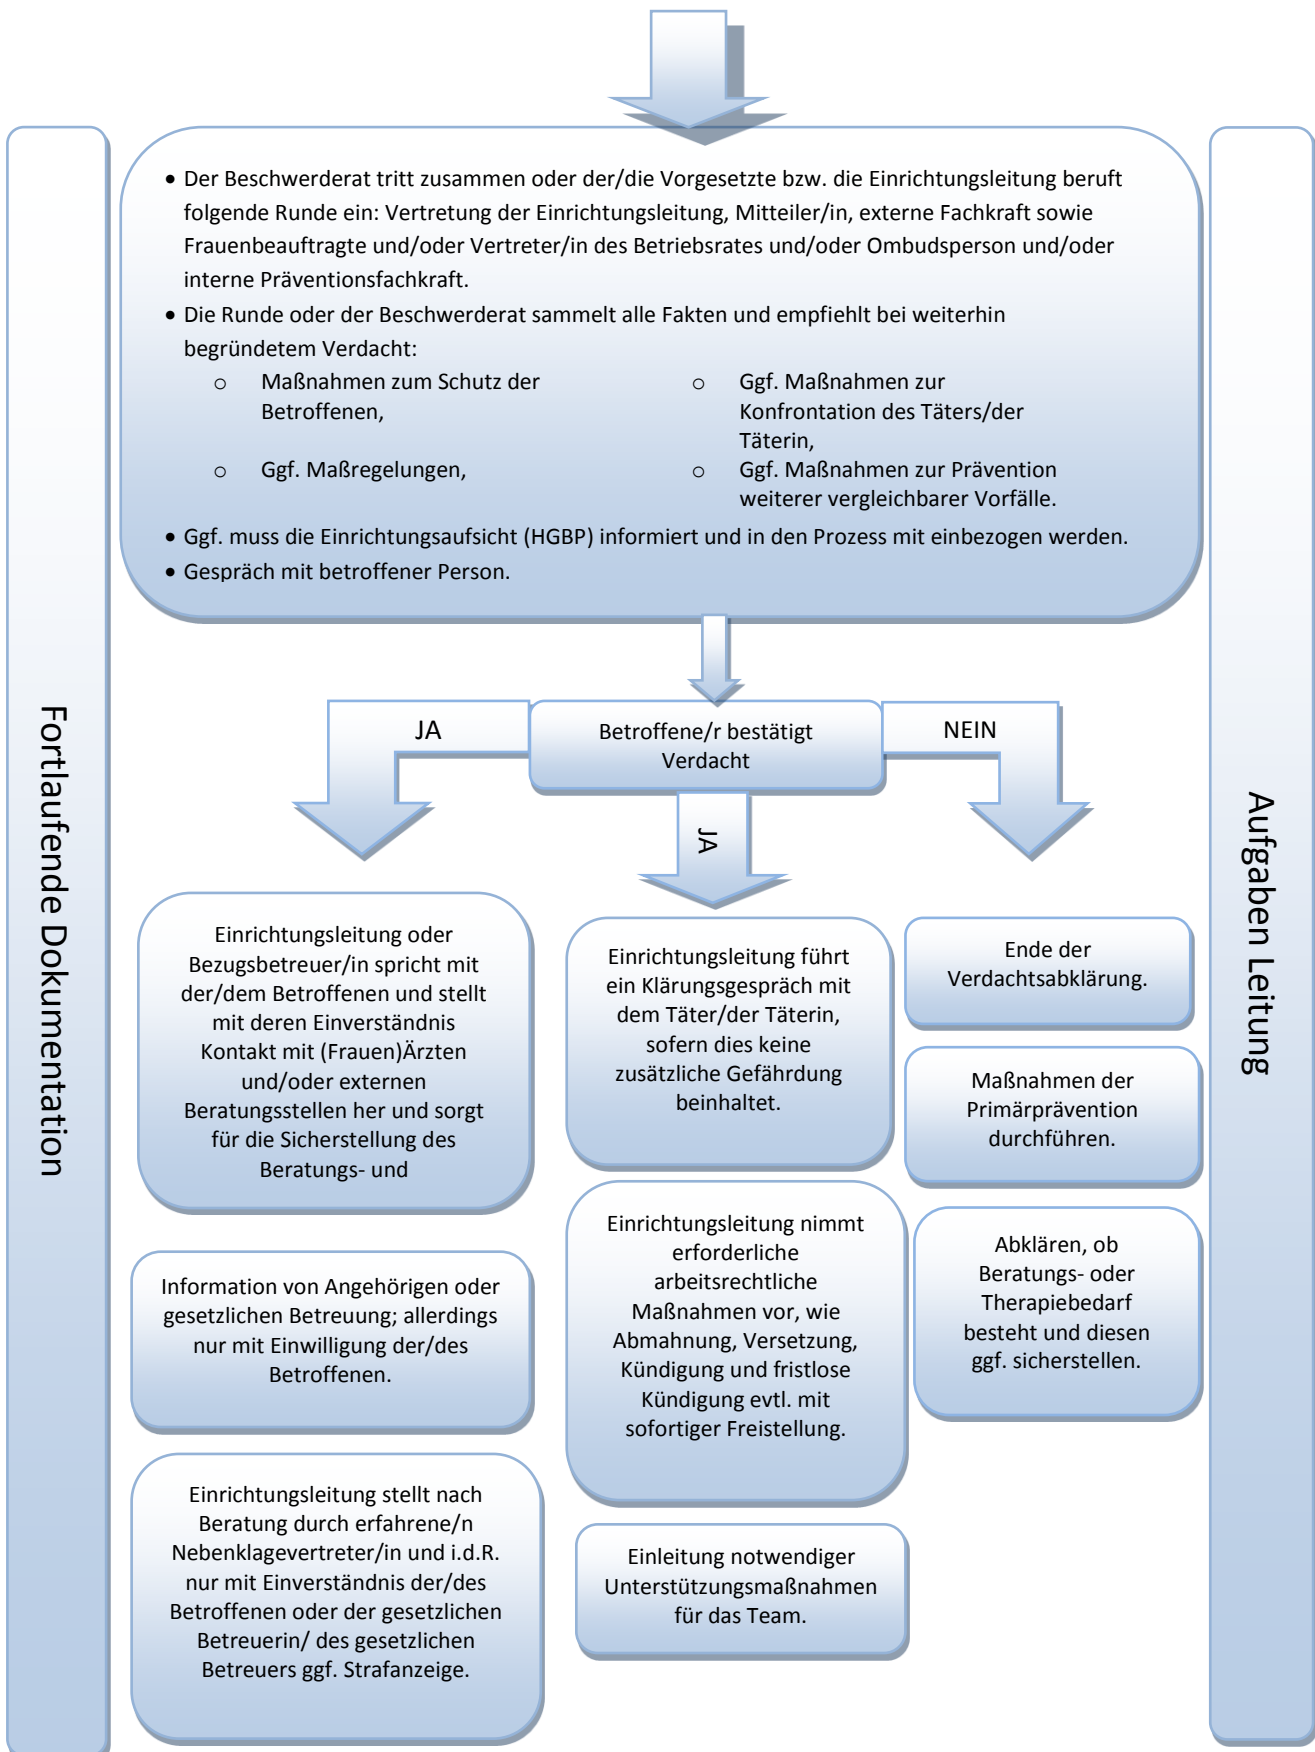 • Der Beschwerderat tritt zusammen oder der/die Vorgesetzte bzw. die Einrichtungsleitung beruft
folgende Runde ein: Vertretung der Einrichtungsleitung, Mitteiler/in, externe Fachkraft sowie
Frauenbeauftragte und/oder Vertreter/in des Betriebsrates und/oder Ombudsperson und/oder
interne Präventionsfachkraft.
• Die Runde oder der Beschwerderat sammelt alle Fakten und empfiehlt bei weiterhin
begründetem Verdacht:
o Maßnahmen zum Schutz der
Betroffenen,
o Ggf. Maßnahmen zur
Konfrontation des Täters/der
Täterin,
o Ggf. Maßregelungen,
o Ggf. Maßnahmen zur Prävention
weiterer vergleichbarer Vorfälle.
• Ggf. muss die Einrichtungsaufsicht (HGBP) informiert und in den Prozess mit einbezogen werden.
• Gespräch mit betroffener Person.
Fortlaufende Dokumentation
Aufgaben Leitung
JA
Betroffene/r bestätigt
Verdacht
NEIN
JA
Einrichtungsleitung oder
Bezugsbetreuer/in spricht mit
der/dem Betroffenen und stellt
mit deren Einverständnis
Kontakt mit (Frauen)Ärzten
und/oder externen
Beratungsstellen her und sorgt
für die Sicherstellung des
Beratungs- und
Information von Angehörigen oder
gesetzlichen Betreuung; allerdings
nur mit Einwilligung der/des
Betroffenen.
Einrichtungsleitung stellt nach
Beratung durch erfahrene/n
Nebenklagevertreter/in und i.d.R.
nur mit Einverständnis der/des
Betroffenen oder der gesetzlichen
Betreuerin/ des gesetzlichen
Betreuers ggf. Strafanzeige.
Einrichtungsleitung führt
ein Klärungsgespräch mit
dem Täter/der Täterin,
sofern dies keine
zusätzliche Gefährdung
beinhaltet.
Einrichtungsleitung nimmt
erforderliche
arbeitsrechtliche
Maßnahmen vor, wie
Abmahnung, Versetzung,
Kündigung und fristlose
Kündigung evtl. mit
sofortiger Freistellung.
Einleitung notwendiger
Unterstützungsmaßnahmen
für das Team.
Ende der
Verdachtsabklärung.
Maßnahmen der
Primärprävention
durchführen.
Abklären, ob
Beratungs- oder
Therapiebedarf
besteht und diesen
ggf. sicherstellen.